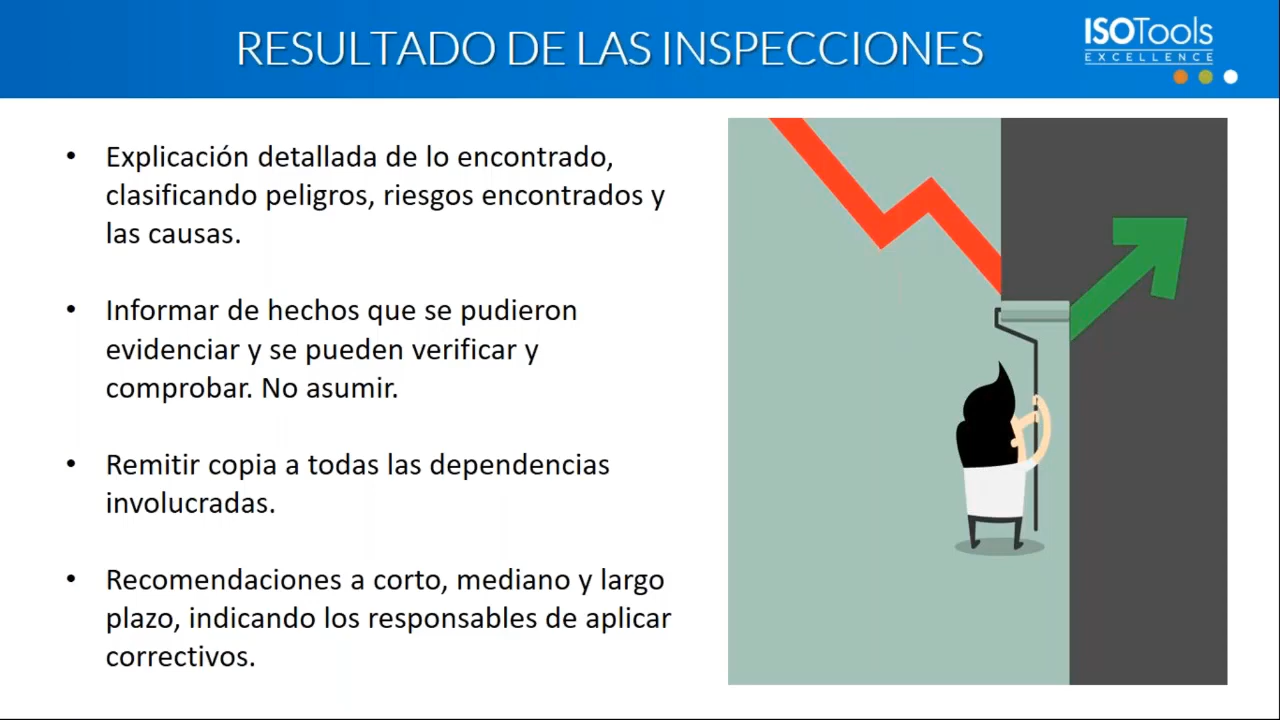 RESULTADO DE LAS INSPECCIONES
ISOTools
EXCELLENCE
• Explicación detallada de lo encontrado,
clasificando peligros, riesgos encontrados y
las causas.
• Informar de hechos que se pudieron
evidenciar y se pueden verificar y
comprobar. No asumir.
• Remitir copia a todas las dependencias
involucradas.
• Recomendaciones a corto, mediano y largo
plazo, indicando los responsables de aplicar
correctivos.